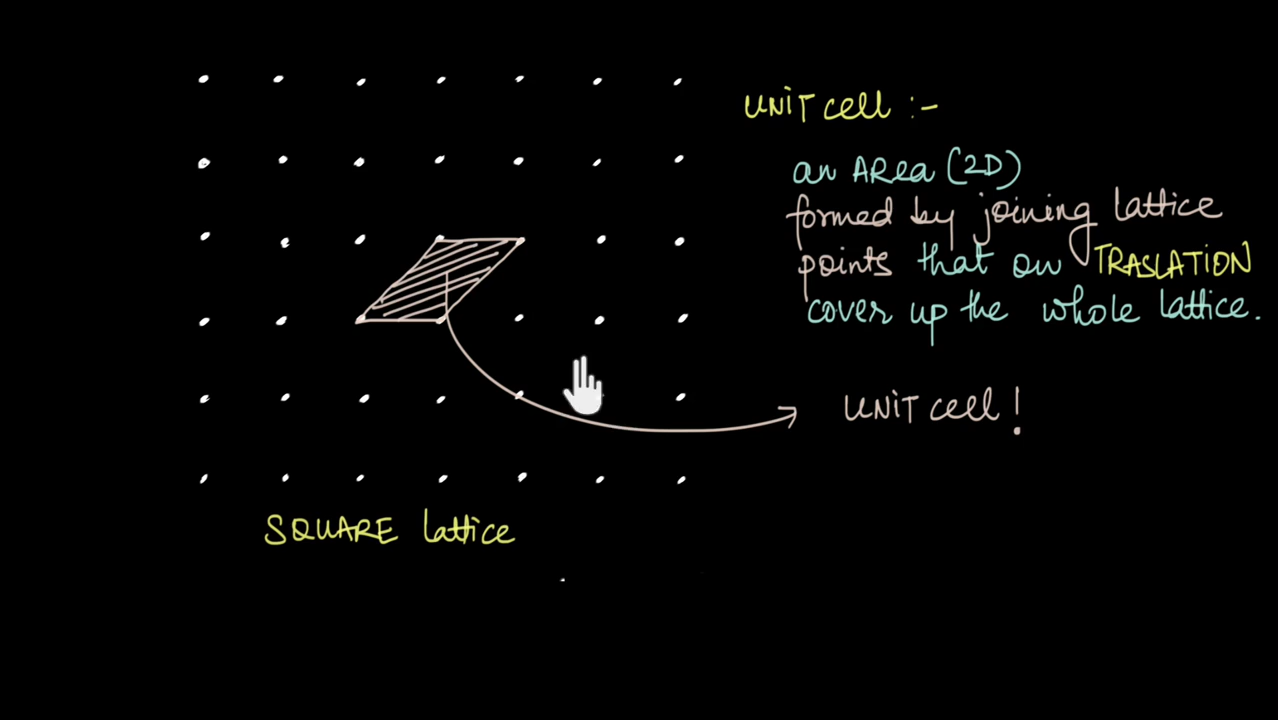 UNIT cell :-
an AREa (2D)
formed by joining lattice
points that on TRASLATION
cover up the whole lattice.
UNIT cell !
SQUARE lattice